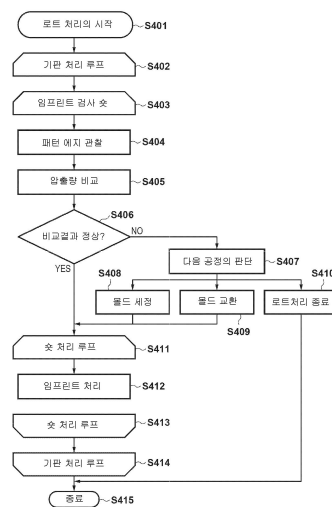 로트 처리의 시작
S401
기판 처리 루프
S402
임프린트 검사 숏
S403
패턴 에지 관찰
S404
압출량 비교
S405
S406
비교결과 정상?
NO
YES
다음 공정의 판단
S407
S408
몰드 세정
몰드 교환
S409
S410
로트처리 종료
숏 처리 루프
S411
임프린트 처리
S412
숏 처리 루프
S413
기판 처리 루프
S414
종료
S415